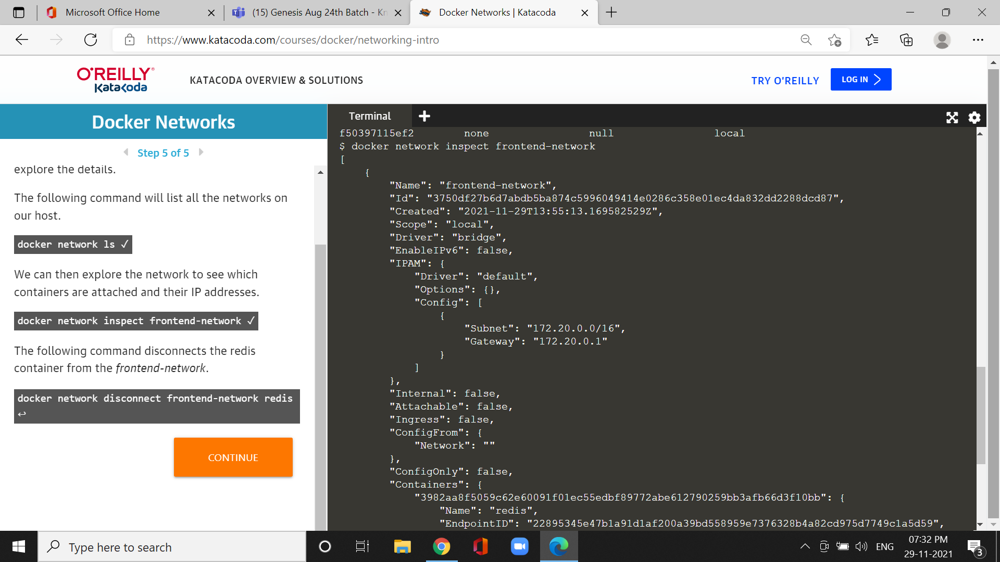 Microsoft Office Home
(15) Genesis Aug 24th Batch - Kn
Docker Networks | Katacoda
https://www.katacoda.com/courses/docker/networking-intro
O'REILLY®
Katacoda
KATACODA OVERVIEW & SOLUTIONS
TRY O'REILLY
LOG IN
Docker Networks
Step 5 of 5
explore the details.
The following command will list all the networks on
our host.
docker network ls ✓
We can then explore the network to see which
containers are attached and their IP addresses.
docker network inspect frontend-network ✓
The following command disconnects the redis
container from the frontend-network.
docker network disconnect frontend-network redis
↩
CONTINUE
Terminal
f50397115ef2 none null local
$ docker network inspect frontend-network
[
{
"Name": "frontend-network",
"Id": "3750df27b6d7abdb5ba874c5996049414e0286c358e01ec4da832dd2288dcd87",
"Created": "2021-11-29T13:55:13.169582529Z",
"Scope": "local",
"Driver": "bridge",
"EnableIPv6": false,
"IPAM": {
"Driver": "default",
"Options": {},
"Config": [
{
"Subnet": "172.20.0.0/16",
"Gateway": "172.20.0.1"
}
]
},
"Internal": false,
"Attachable": false,
"Ingress": false,
"ConfigFrom": {
"Network": ""
},
"ConfigOnly": false,
"Containers": {
"3982aa8f5059c62e60091f01ec55edbf89772abe612790259bb3afb66d3f10bb": {
"Name": "redis",
"EndpointID": "22895345e47b1a91d1af200a39bd558959e7376328b4a82cd975d7749c1a5d59",
Type here to search
ENG
07:32 PM
29-11-2021
3